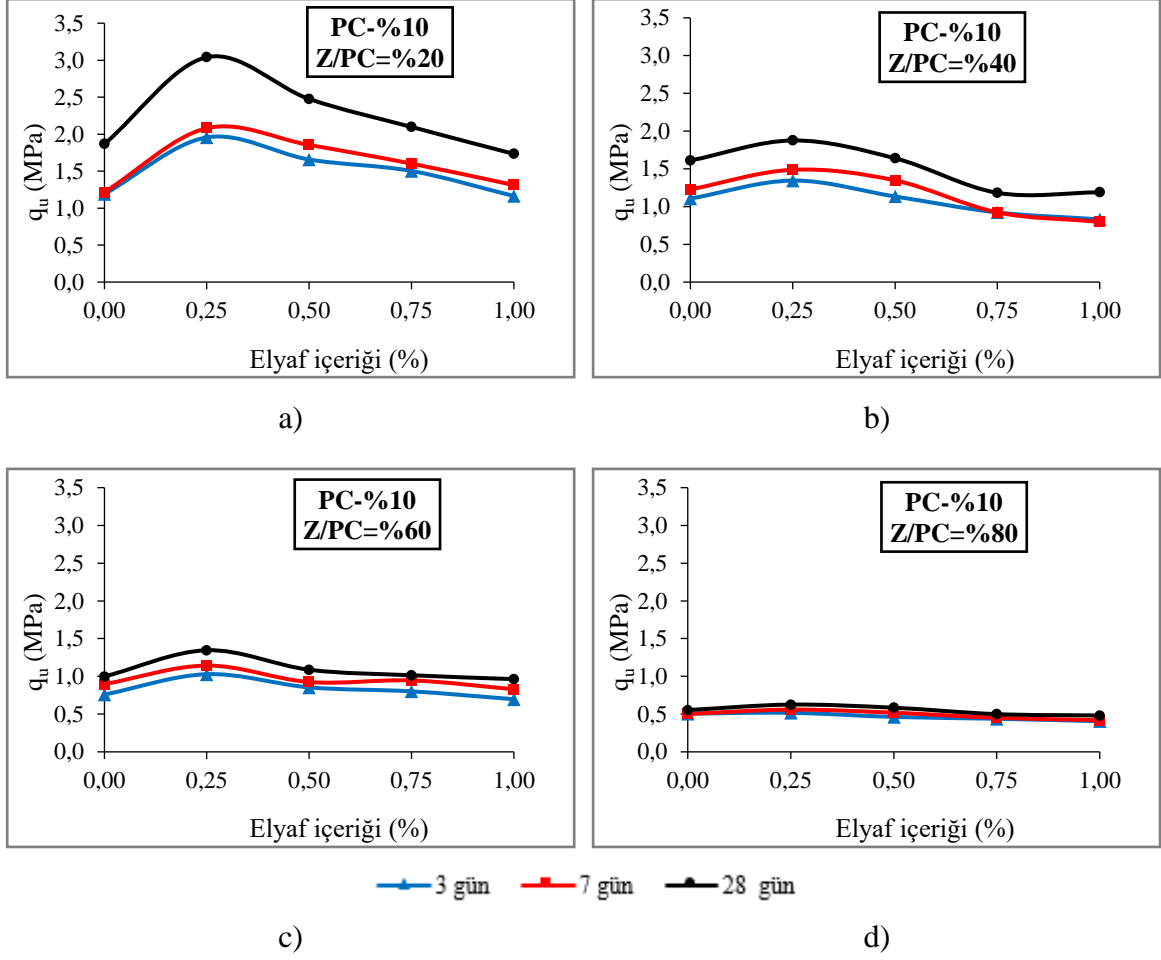 PC-%10
Z/PC=%20
3,5
3,0
2,5
2,0
1,5
1,0
0,5
0,0
qu (MPa)
0,00 0,25 0,50 0,75 1,00
Elyaf içeriği (%)
a)
PC-%10
Z/PC=%40
3,5
3,0
2,5
2,0
1,5
1,0
0,5
0,0
qu (MPa)
0,00 0,25 0,50 0,75 1,00
Elyaf içeriği (%)
b)
PC-%10
Z/PC=%60
3,5
3,0
2,5
2,0
1,5
1,0
0,5
0,0
qu (MPa)
0,00 0,25 0,50 0,75 1,00
Elyaf içeriği (%)
PC-%10
Z/PC=%80
3,5
3,0
2,5
2,0
1,5
1,0
0,5
0,0
qu (MPa)
0,00 0,25 0,50 0,75 1,00
Elyaf içeriği (%)
3 gün 7 gün 28 gün
c) d)